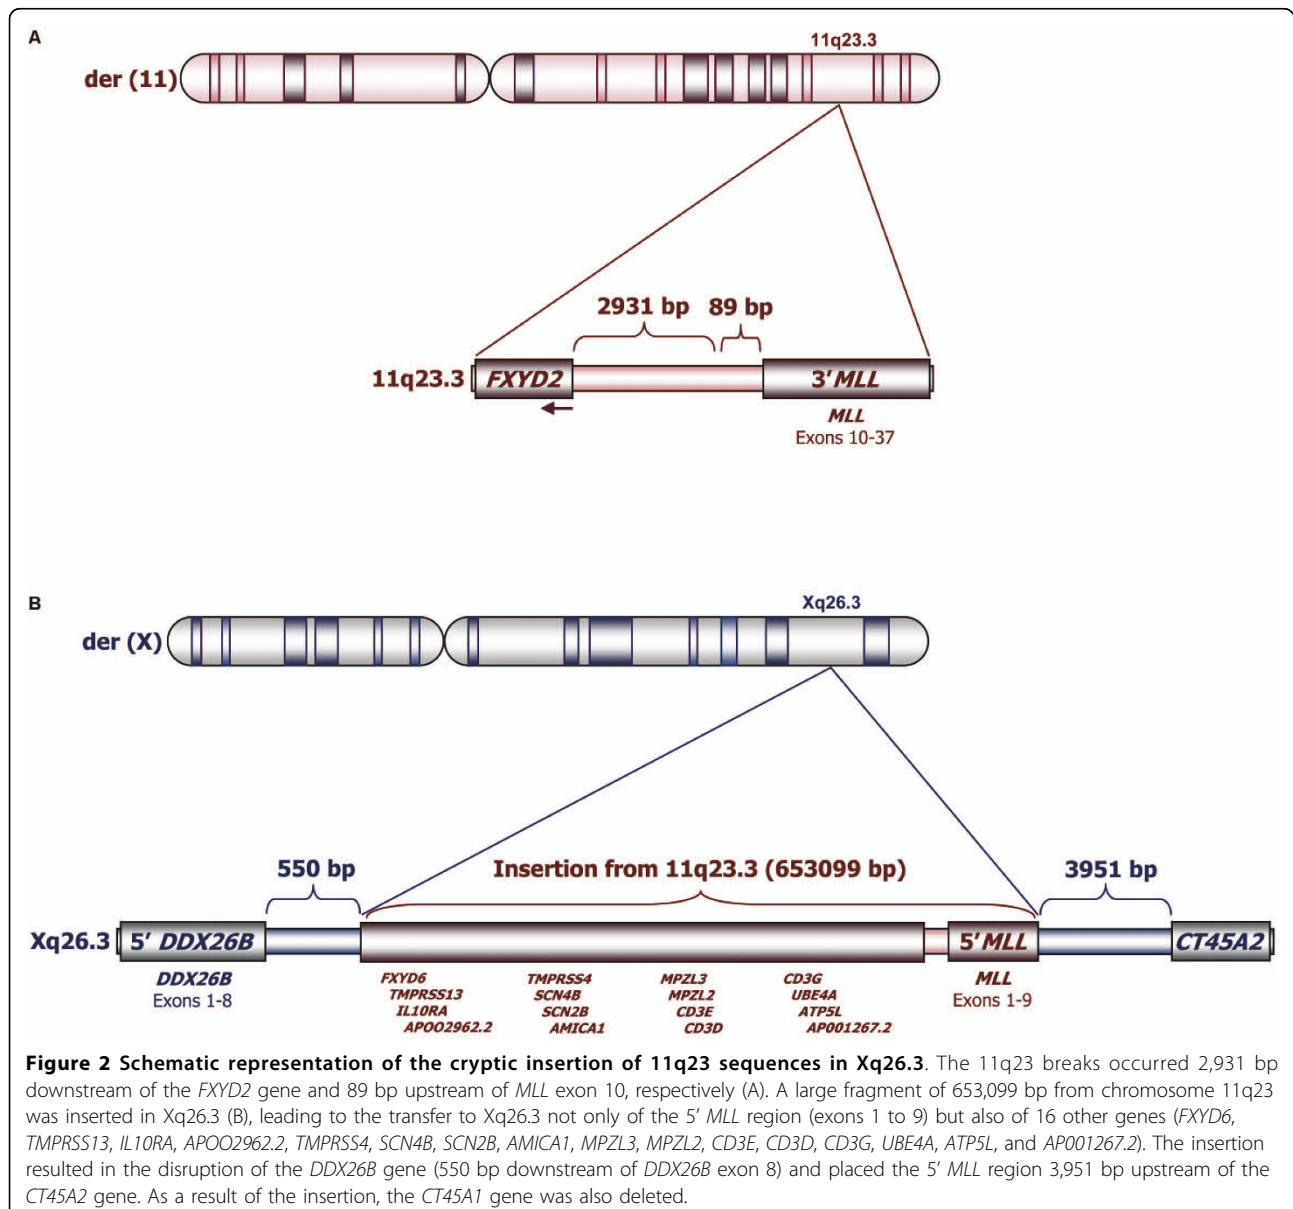 A
11q23.3
der (11)
2931 bp 89 bp
11q23.3 FXYD2 3' MLL
MLL
Exons 10-37
B
Xq26.3
der (X)
550 bp Insertion from 11q23.3 (653099 bp) 3951 bp
Xq26.3 5' DDX26B 5' MLL CT45A2
DDX26B FXYD6 TMPRSS4 MPZL3 CD3G MLL
Exons 1-8 TMPRSS13 SCN4B MPZL2 UBE4A Exons 1-9
IL10RA SCN2B CD3E ATP5L
APOO2962.2 AMICA1 CD3D AP001267.2
Figure 2 Schematic representation of the cryptic insertion of 11q23 sequences in Xq26.3. The 11q23 breaks occurred 2,931 bp
downstream of the FXYD2 gene and 89 bp upstream of MLL exon 10, respectively (A). A large fragment of 653,099 bp from chromosome 11q23
was inserted in Xq26.3 (B), leading to the transfer to Xq26.3 not only of the 5' MLL region (exons 1 to 9) but also of 16 other genes (FXYD6,
TMPRSS13, IL10RA, APOO2962.2, TMPRSS4, SCN4B, SCN2B, AMICA1, MPZL3, MPZL2, CD3E, CD3D, CD3G, UBE4A, ATP5L, and AP001267.2). The insertion
resulted in the disruption of the DDX26B gene (550 bp downstream of DDX26B exon 8) and placed the 5' MLL region 3,951 bp upstream of the
CT45A2 gene. As a result of the insertion, the CT45A1 gene was also deleted.